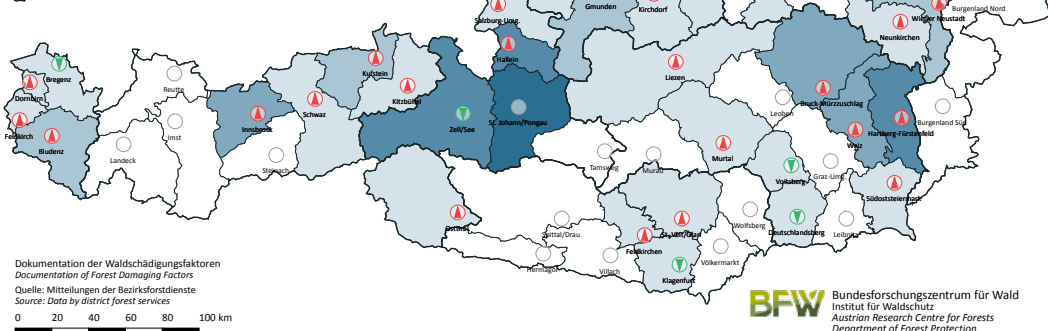 Burgenland Nord
Salzburg-Umg.
Gmunden
Kirchdorf
Wiener Neustadt
Neunkirchen
Hallein
Bregenz
Kufstein
Liezen
Dornbirn
Reutte
Kitzbühel
Schwaz
Bruck-Mürzzuschlag
Leoben
Feldkirch
Innsbruck
Zell/See
St. Johann/Pongau
Hartberg-Fürstenfeld
Burgenland Süd
Imst
Bludenz
Weiz
Landeck
Murtal
Steinach
Tamsweg
Murau
Graz-Umg.
Voitsberg
Südoststeiermark
Osttirol
Spittal/Drau
St. Veit/Glan
Wolfsberg
Deutschlandsberg
Leibnitz
Feldkirchen
Hermagor
Villach
Völkermarkt
Klagenfurt
Dokumentation der Waldschädigungsfaktoren
Documentation of Forest Damaging Factors
Quelle: Mitteilungen der Bezirksforstdienste
Source: Data by district forest services
0 20 40 60 80 100 km
BFW
Bundesforschungszentrum für Wald
Institut für Waldschutz
Austrian Research Centre for Forests
Department of Forest Protection